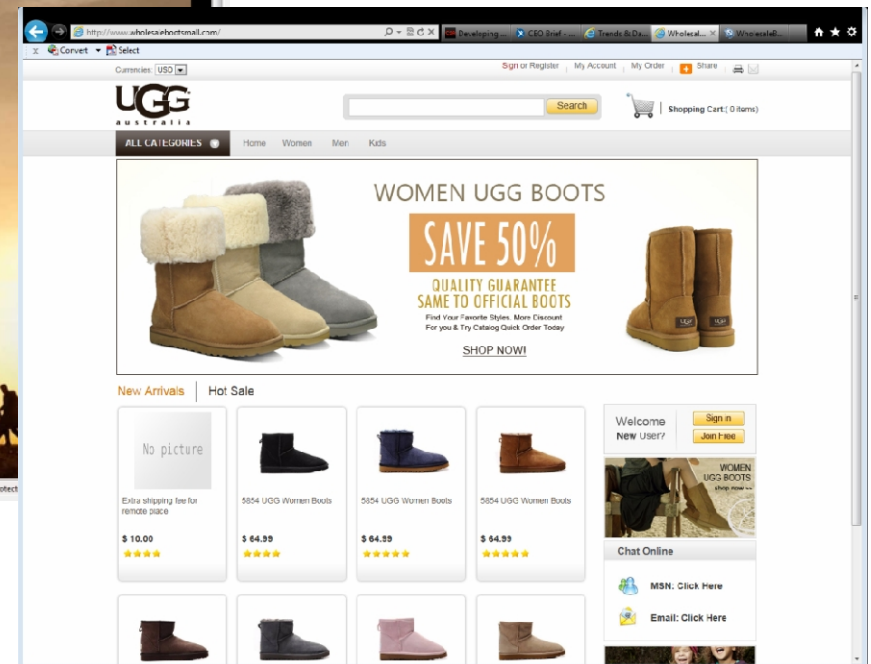 http://www.wholesalebootsmall.com/
Developing ...
CEO Brief - ...
Trends & Da...
Wholesal...
WholesaleB...
x Convert Select
Currencies: USD
Sign or Register My Account My Order Share
UGG
australia
Search
Shopping Cart:( 0 items)
ALL CATEGORIES Home Women Men Kids
WOMEN UGG BOOTS
SAVE 50%
QUALITY GUARANTEE
SAME TO OFFICIAL BOOTS
Find Your Favorite Styles, More Discount
For you & Try Catalog Quick Order Today
SHOP NOW!
UGG UGG
New Arrivals Hot Sale
No picture
Extra shipping fee for
remote place
$ 10.00
5854 UGG Women Boots
$ 64.99
5854 UGG Women Boots
$ 64.99
5854 UGG Women Boots
$ 64.99
Welcome
New User?
Sign in
Join Free
WOMEN
UGG BOOTS
shop now >>
Chat Online
MSN: Click Here
Email: Click Here
otect